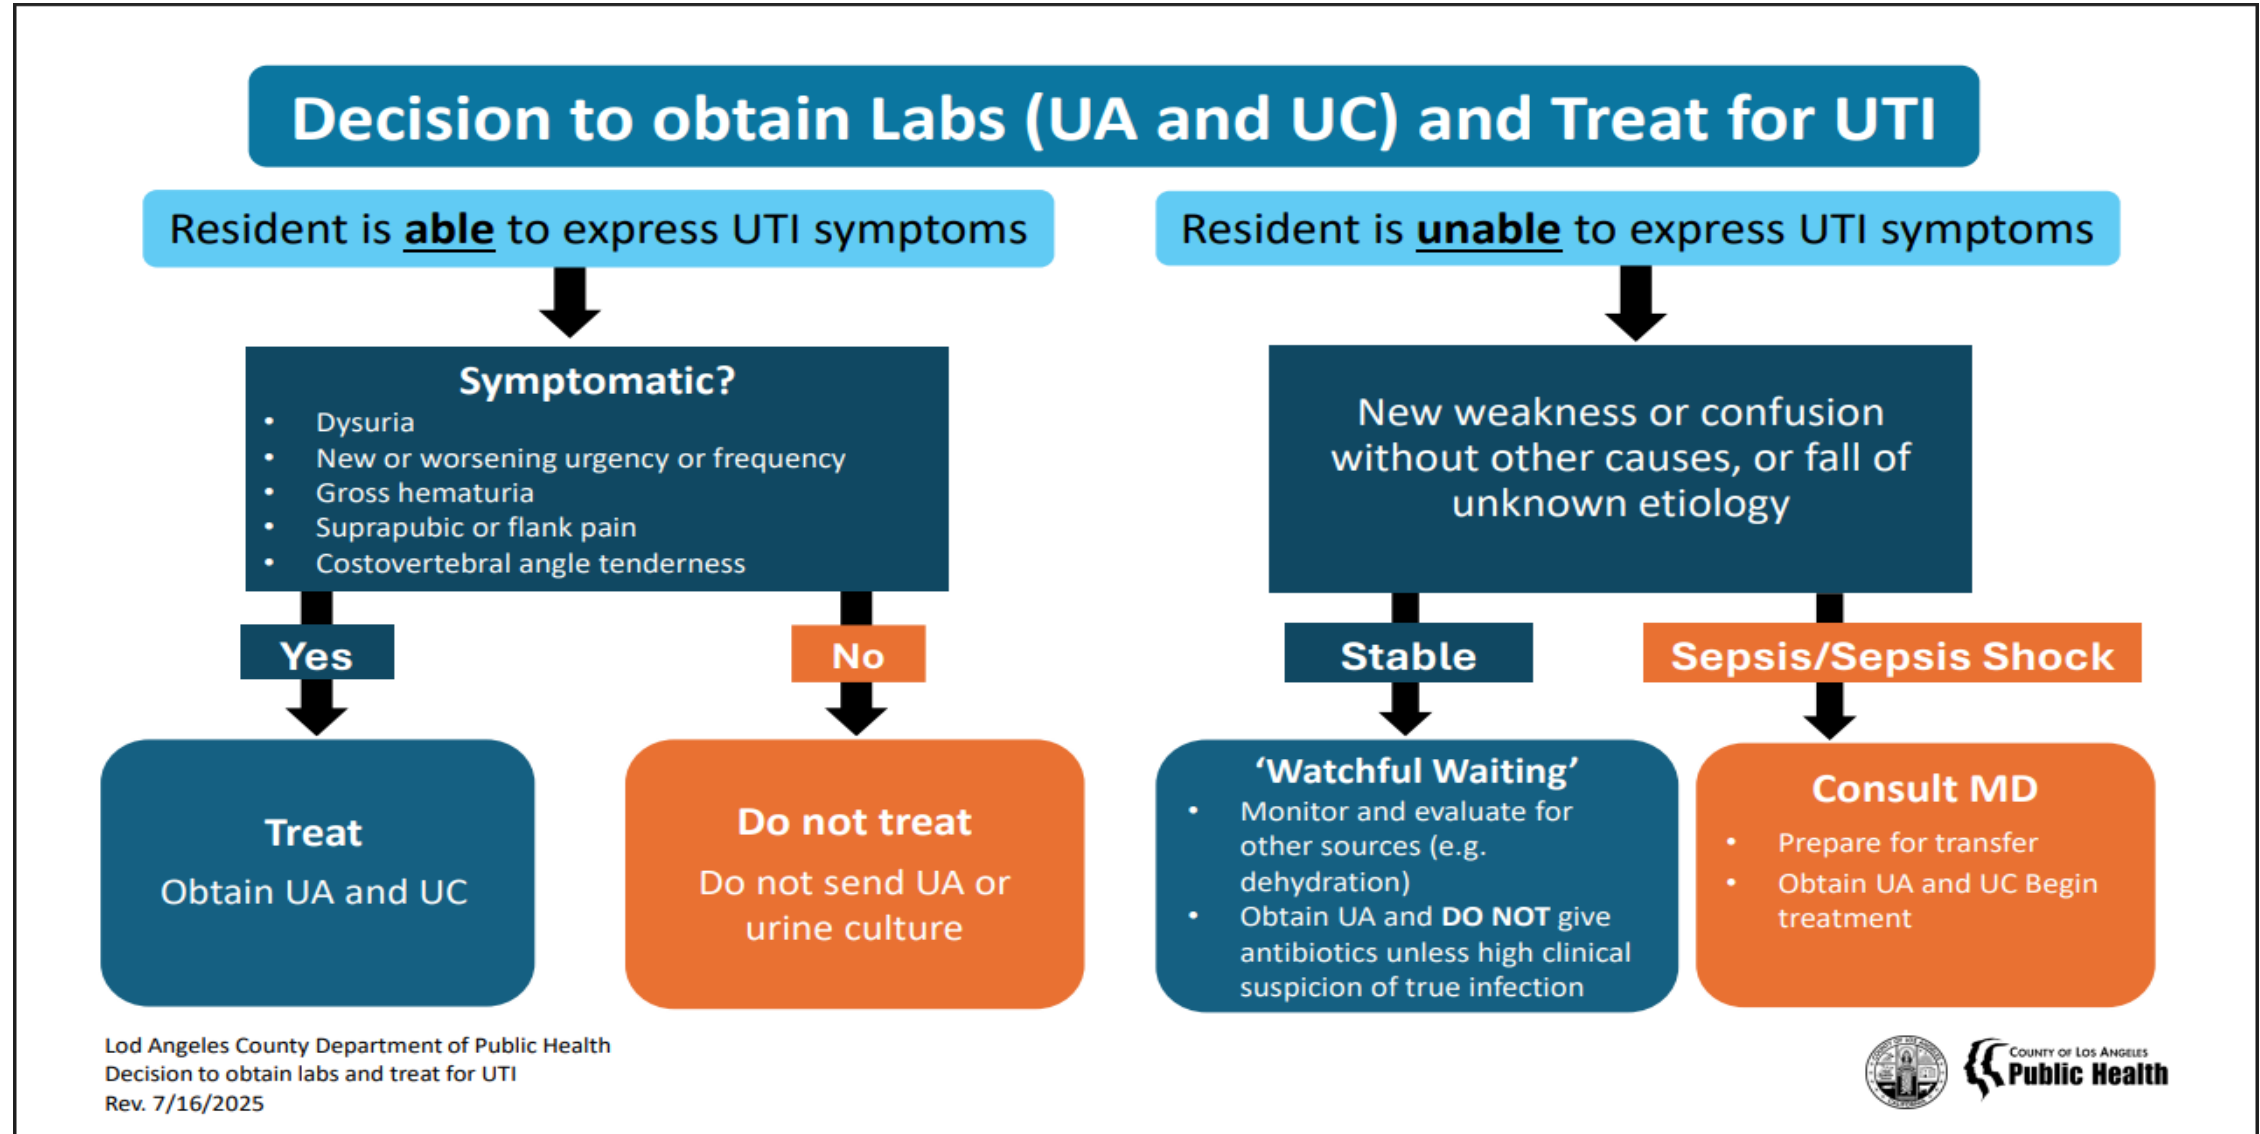 Decision to obtain Labs (UA and UC) and Treat for UTI
Resident is able to express UTI symptoms
Symptomatic?
• Dysuria
• New or worsening urgency or frequency
• Gross hematuria
• Suprapubic or flank pain
• Costovertebral angle tenderness
Yes
No
Treat
Obtain UA and UC
Do not treat
Do not send UA or
urine culture
Resident is unable to express UTI symptoms
New weakness or confusion
without other causes, or fall of
unknown etiology
Stable
Sepsis/Sepsis Shock
‘Watchful Waiting’
• Monitor and evaluate for
other sources (e.g.
dehydration)
• Obtain UA and DO NOT give
antibiotics unless high clinical
suspicion of true infection
Consult MD
• Prepare for transfer
• Obtain UA and UC Begin
treatment
Lod Angeles County Department of Public Health
Decision to obtain labs and treat for UTI
Rev. 7/16/2025
COUNTY OF LOS ANGELES
Public Health